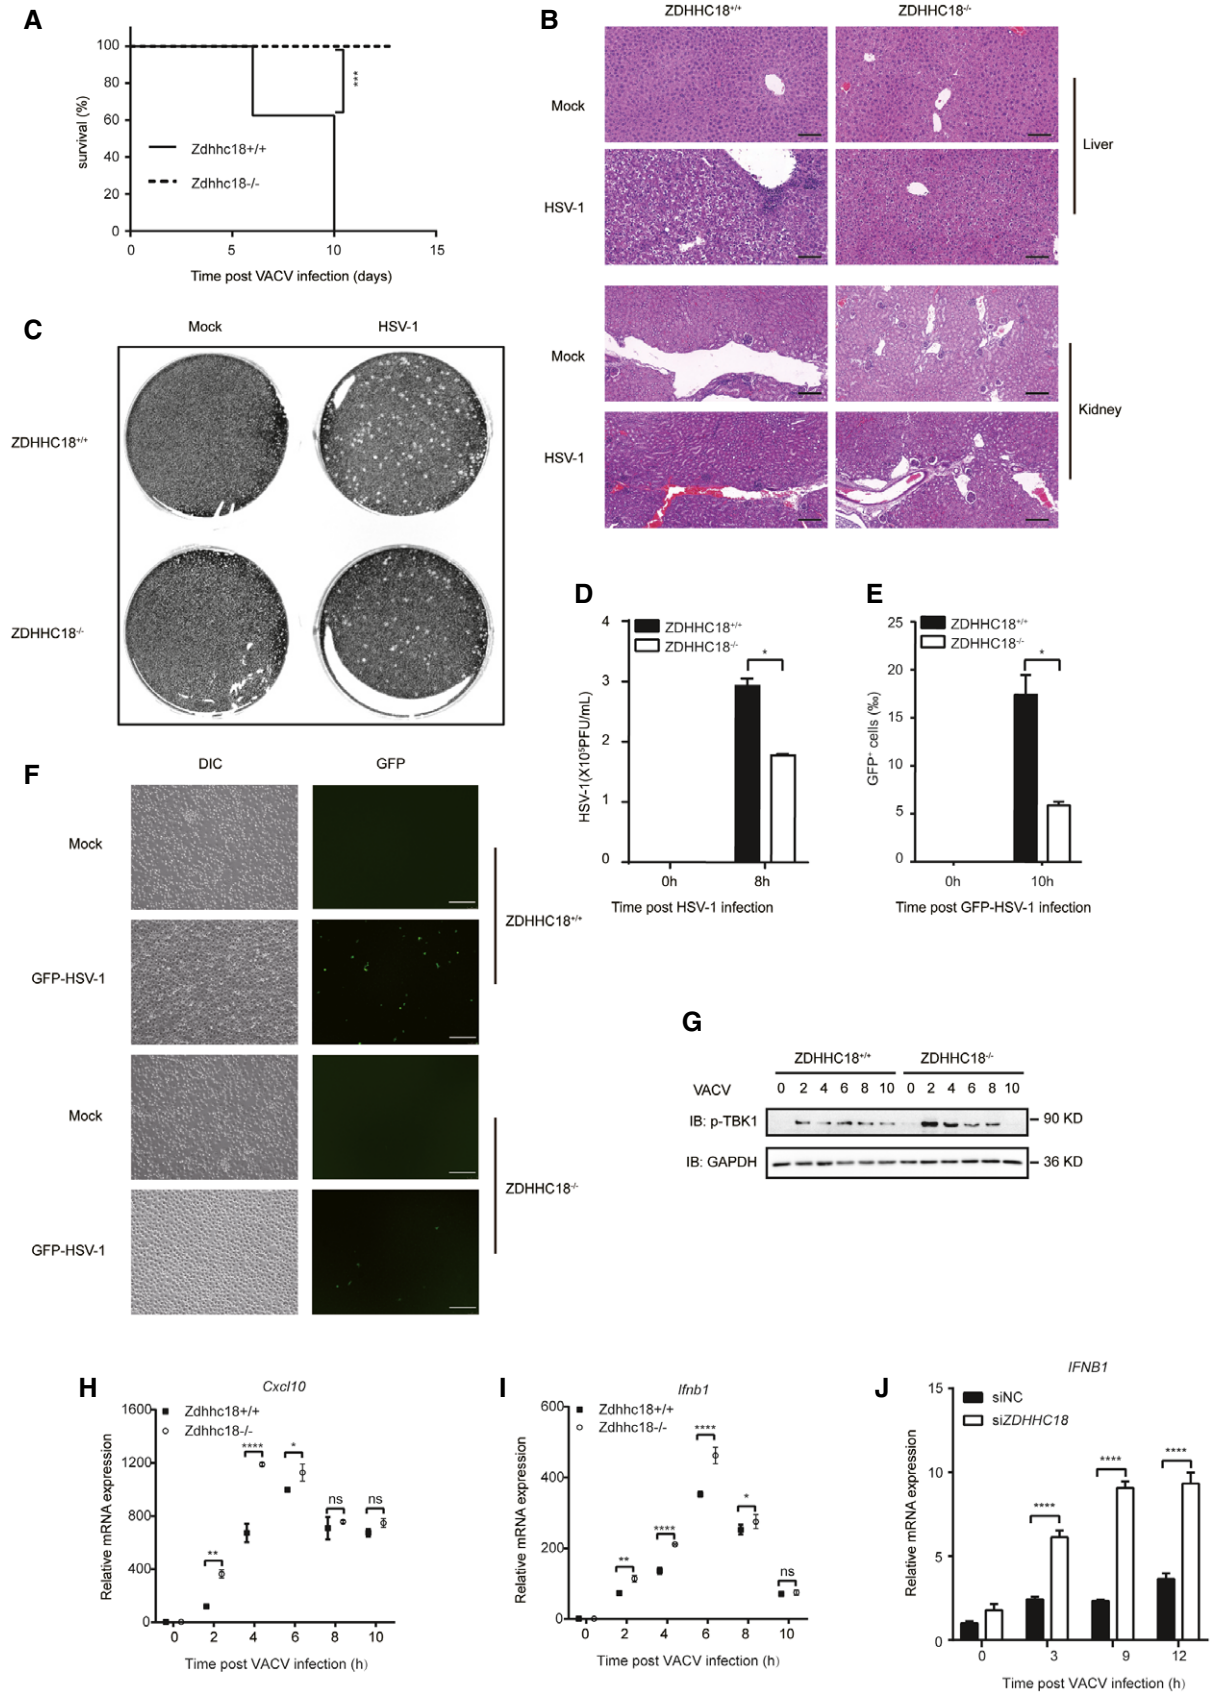 A
100
80
60
40
20
0
survival (%)
Zdhhc18+/+
Zdhhc18-/-
***
0 5 10 15
Time post VACV infection (days)
B
ZDHHC18+/+ ZDHHC18-/-
Mock
HSV-1
Liver
Mock
HSV-1
Kidney
C
Mock HSV-1
ZDHHC18+/+
ZDHHC18-/-
D
ZDHHC18+/+
ZDHHC18-/-
*
4
3
2
1
0
HSV-1(X10⁵PFU/mL)
0h 8h
Time post HSV-1 infection
E
ZDHHC18+/+
ZDHHC18-/-
*
25
20
15
10
5
0
GFP+ cells (‰)
0h 10h
Time post GFP-HSV-1 infection
F
DIC GFP
Mock
GFP-HSV-1
ZDHHC18+/+
Mock
GFP-HSV-1
ZDHHC18-/-
G
ZDHHC18+/+ ZDHHC18-/-
VACV 0 2 4 6 8 10 0 2 4 6 8 10
IB: p-TBK1 90 KD
IB: GAPDH 36 KD
H
Cxcl10
Zdhhc18+/+
Zdhhc18-/-
1600
1200
800
400
0
Relative mRNA expression
** **** * ns ns
0 2 4 6 8 10
Time post VACV infection (h)
I
Ifnb1
Zdhhc18+/+
Zdhhc18-/-
600
400
200
0
Relative mRNA expression
** **** **** * ns
0 2 4 6 8 10
Time post VACV infection (h)
J
IFNB1
siNC
siZDHHC18
15
10
5
0
Relative mRNA expression
**** **** ****
0 3 9 12
Time post VACV infection (h)